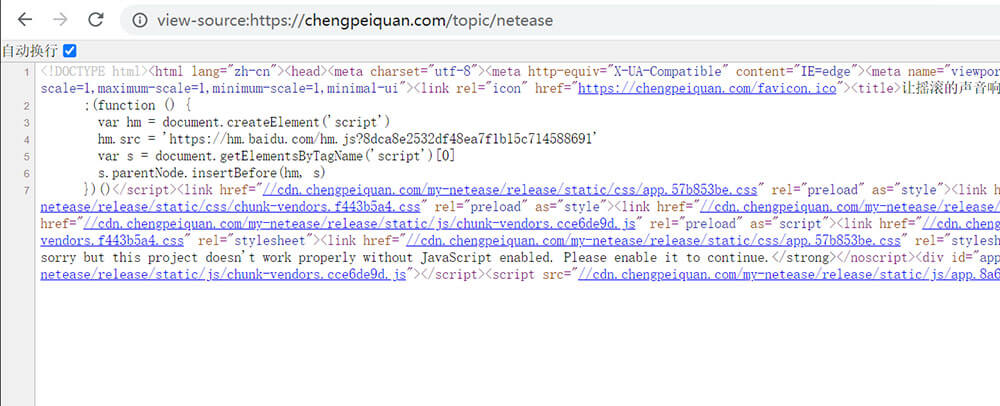 view-source:https://chengpeiquan.com/topic/netease
自动换行
1 <!DOCTYPE html><html lang="zh-cn"><head><meta charset="utf-8"><meta http-equiv="X-UA-Compatible" content="IE=edge"><meta name="viewpor
scale=1,maximum-scale=1,minimum-scale=1,minimal-ui"><link rel="icon" href="https://chengpeiquan.com/favicon.ico"><title>让摇滚的声音响
2 ;(function () {
3 var hm = document.createElement('script')
4 hm.src = 'https://hm.baidu.com/hm.js?8dca8e2532df48ea7f1b15c714588691'
5 var s = document.getElementsByTagName('script')[0]
6 s.parentNode.insertBefore(hm, s)
7 })()</script><link href="//cdn.chengpeiquan.com/my-netease/release/static/css/app.57b853be.css" rel="preload" as="style"><link h
netease/release/static/css/chunk-vendors.f443b5a4.css" rel="preload" as="style"><link href="//cdn.chengpeiquan.com/my-netease/release/
href="//cdn.chengpeiquan.com/my-netease/release/static/js/chunk-vendors.cce6de9d.js" rel="preload" as="script"><link href="//cdn.chen
vendors.f443b5a4.css" rel="stylesheet"><link href="//cdn.chengpeiquan.com/my-netease/release/static/css/app.57b853be.css" rel="stylesh
sorry but this project doesn't work properly without JavaScript enabled. Please enable it to continue.</strong></noscript><div id="app
netease/release/static/js/chunk-vendors.cce6de9d.js"></script><script src="//cdn.chengpeiquan.com/my-netease/release/static/js/app.8a6